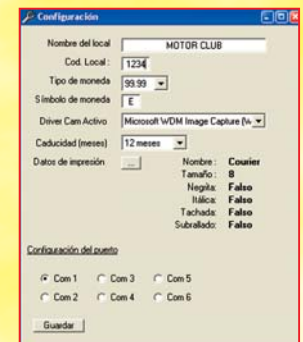 Configuración
Nombre del local MOTOR CLUB
Cod. Local : 1234
Tipo de moneda 99.99
Símbolo de moneda E
Driver Cam Activo Microsoft WDM Image Capture (W
Caducidad (meses) 12 meses
Datos de impresión ... Nombre : Courier
Tamaño : 8
Negrita: Falso
Itálica: Falso
Tachada: Falso
Subrallado: Falso
Configuración del puerto
Com 1 Com 3 Com 5
Com 2 Com 4 Com 6
Guardar